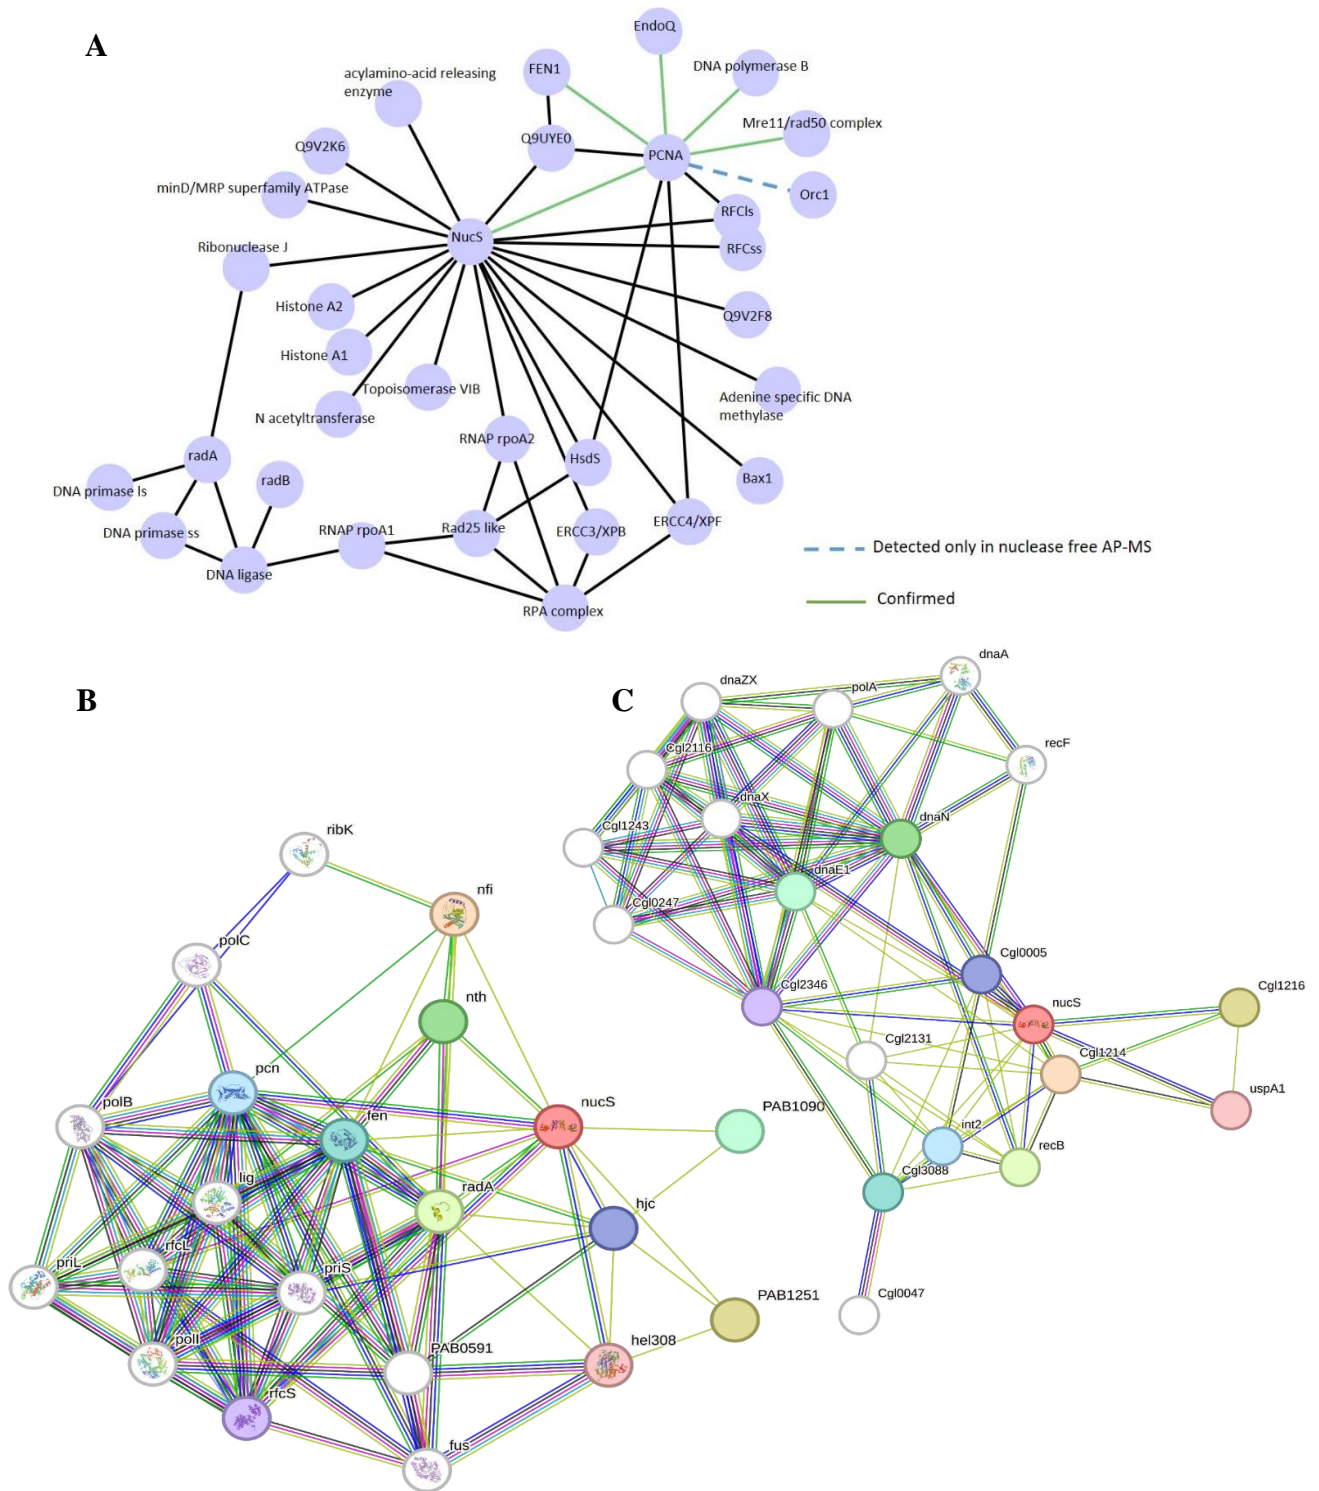 A
EndoQ
FEN1
DNA polymerase B
acylamino-acid releasing
enzyme
Mre11/rad50 complex
Q9UYE0
Q9V2K6
PCNA
minD/MRP superfamily ATPase
Orc1
RFCls
NucS
Ribonuclease J
RFCss
Histone A2
Q9V2F8
Histone A1
Topoisomerase VIB
Adenine specific DNA
methylase
N acetyltransferase
RNAP rpoA2
radA
HsdS
radB
Bax1
DNA primase ls
ERCC4/XPF
DNA primase ss
RNAP rpoA1
Rad25 like
ERCC3/XPB
DNA ligase
RPA complex
Detected only in nuclease free AP-MS
Confirmed
B
ribK
nfi
polC
nth
pcn
polB
fen
nucS
PAB1090
lig
radA
hjc
rfcL
priL
priS
PAB1251
polI
PAB0591
hel308
rfcS
fus
C
dnaA
dnaZX
polA
recF
Cgl2116
dnaX
dnaN
Cgl1243
dnaE1
Cgl0247
Cgl0005
Cgl2346
nucS
Cgl1216
Cgl2131
Cgl1214
uspA1
int2
recB
Cgl3088
Cgl0047